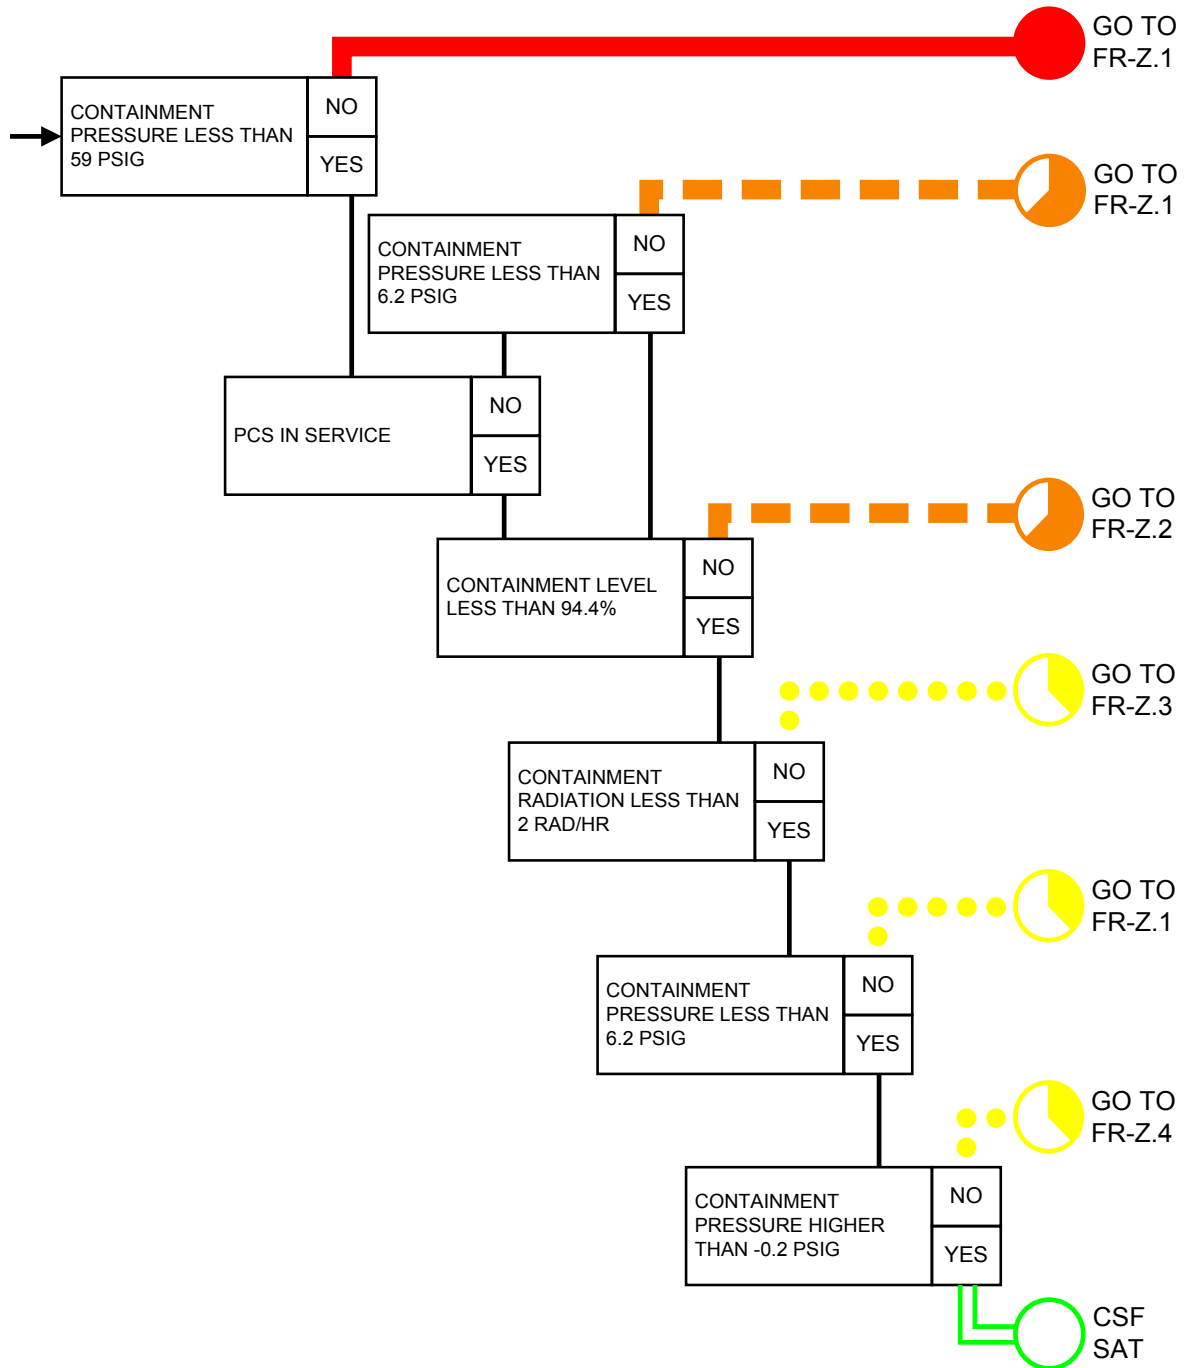 GO TO
FR-Z.1
CONTAINMENT
PRESSURE LESS THAN
59 PSIG
NO
YES
GO TO
FR-Z.1
CONTAINMENT
PRESSURE LESS THAN
6.2 PSIG
NO
YES
PCS IN SERVICE
NO
YES
GO TO
FR-Z.2
CONTAINMENT LEVEL
LESS THAN 94.4%
NO
YES
GO TO
FR-Z.3
CONTAINMENT
RADIATION LESS THAN
2 RAD/HR
NO
YES
GO TO
FR-Z.1
CONTAINMENT
PRESSURE LESS THAN
6.2 PSIG
NO
YES
GO TO
FR-Z.4
CONTAINMENT
PRESSURE HIGHER
THAN -0.2 PSIG
NO
YES
CSF
SAT